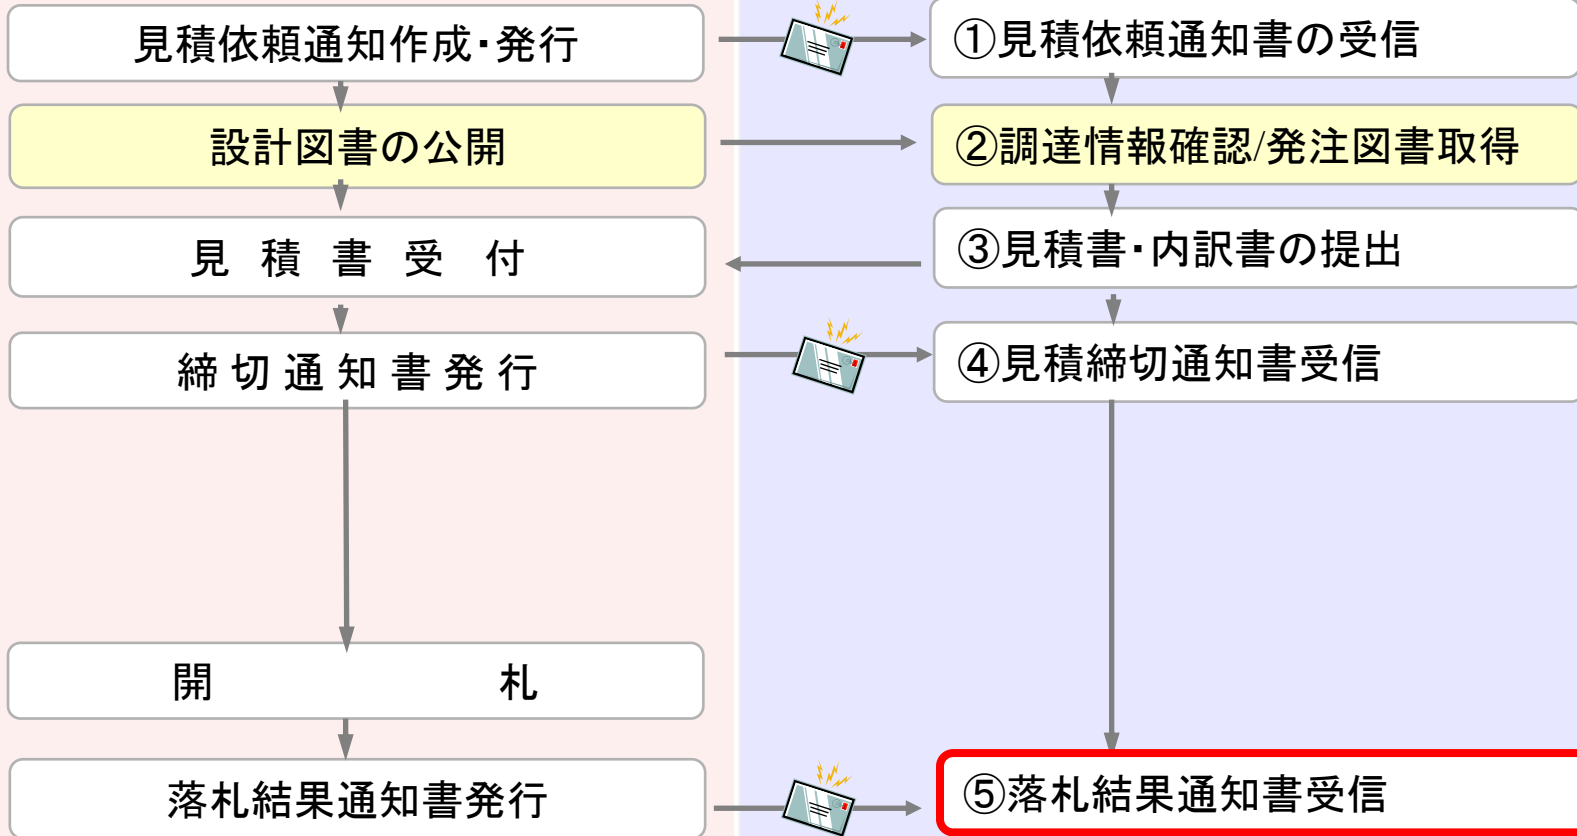 見積依頼通知作成・発行
①見積依頼通知書の受信
設計図書の公開
②調達情報確認/発注図書取得
見積書受付
③見積書・内訳書の提出
締切通知書発行
④見積締切通知書受信
開札
落札結果通知書発行
⑤落札結果通知書受信